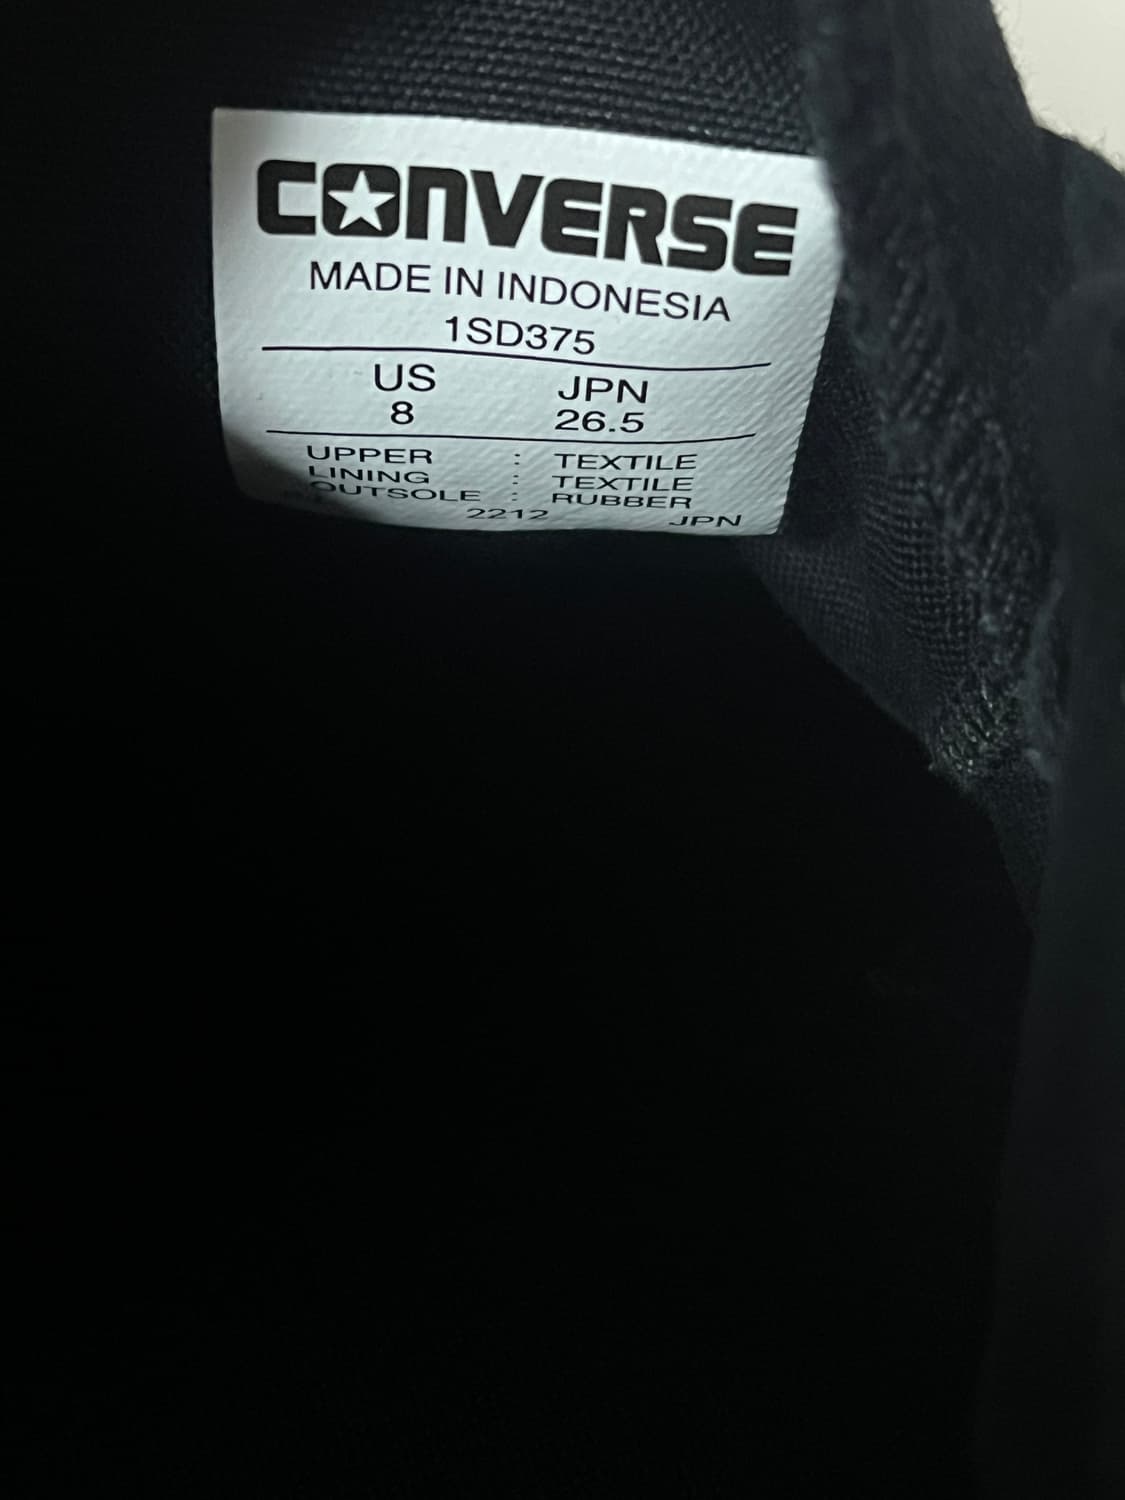 CONVERSE
MADE IN INDONESIA
1SD375
US JPN
8 26.5
UPPER : TEXTILE
LINING : TEXTILE
OUTSOLE : RUBBER
2212 JPN